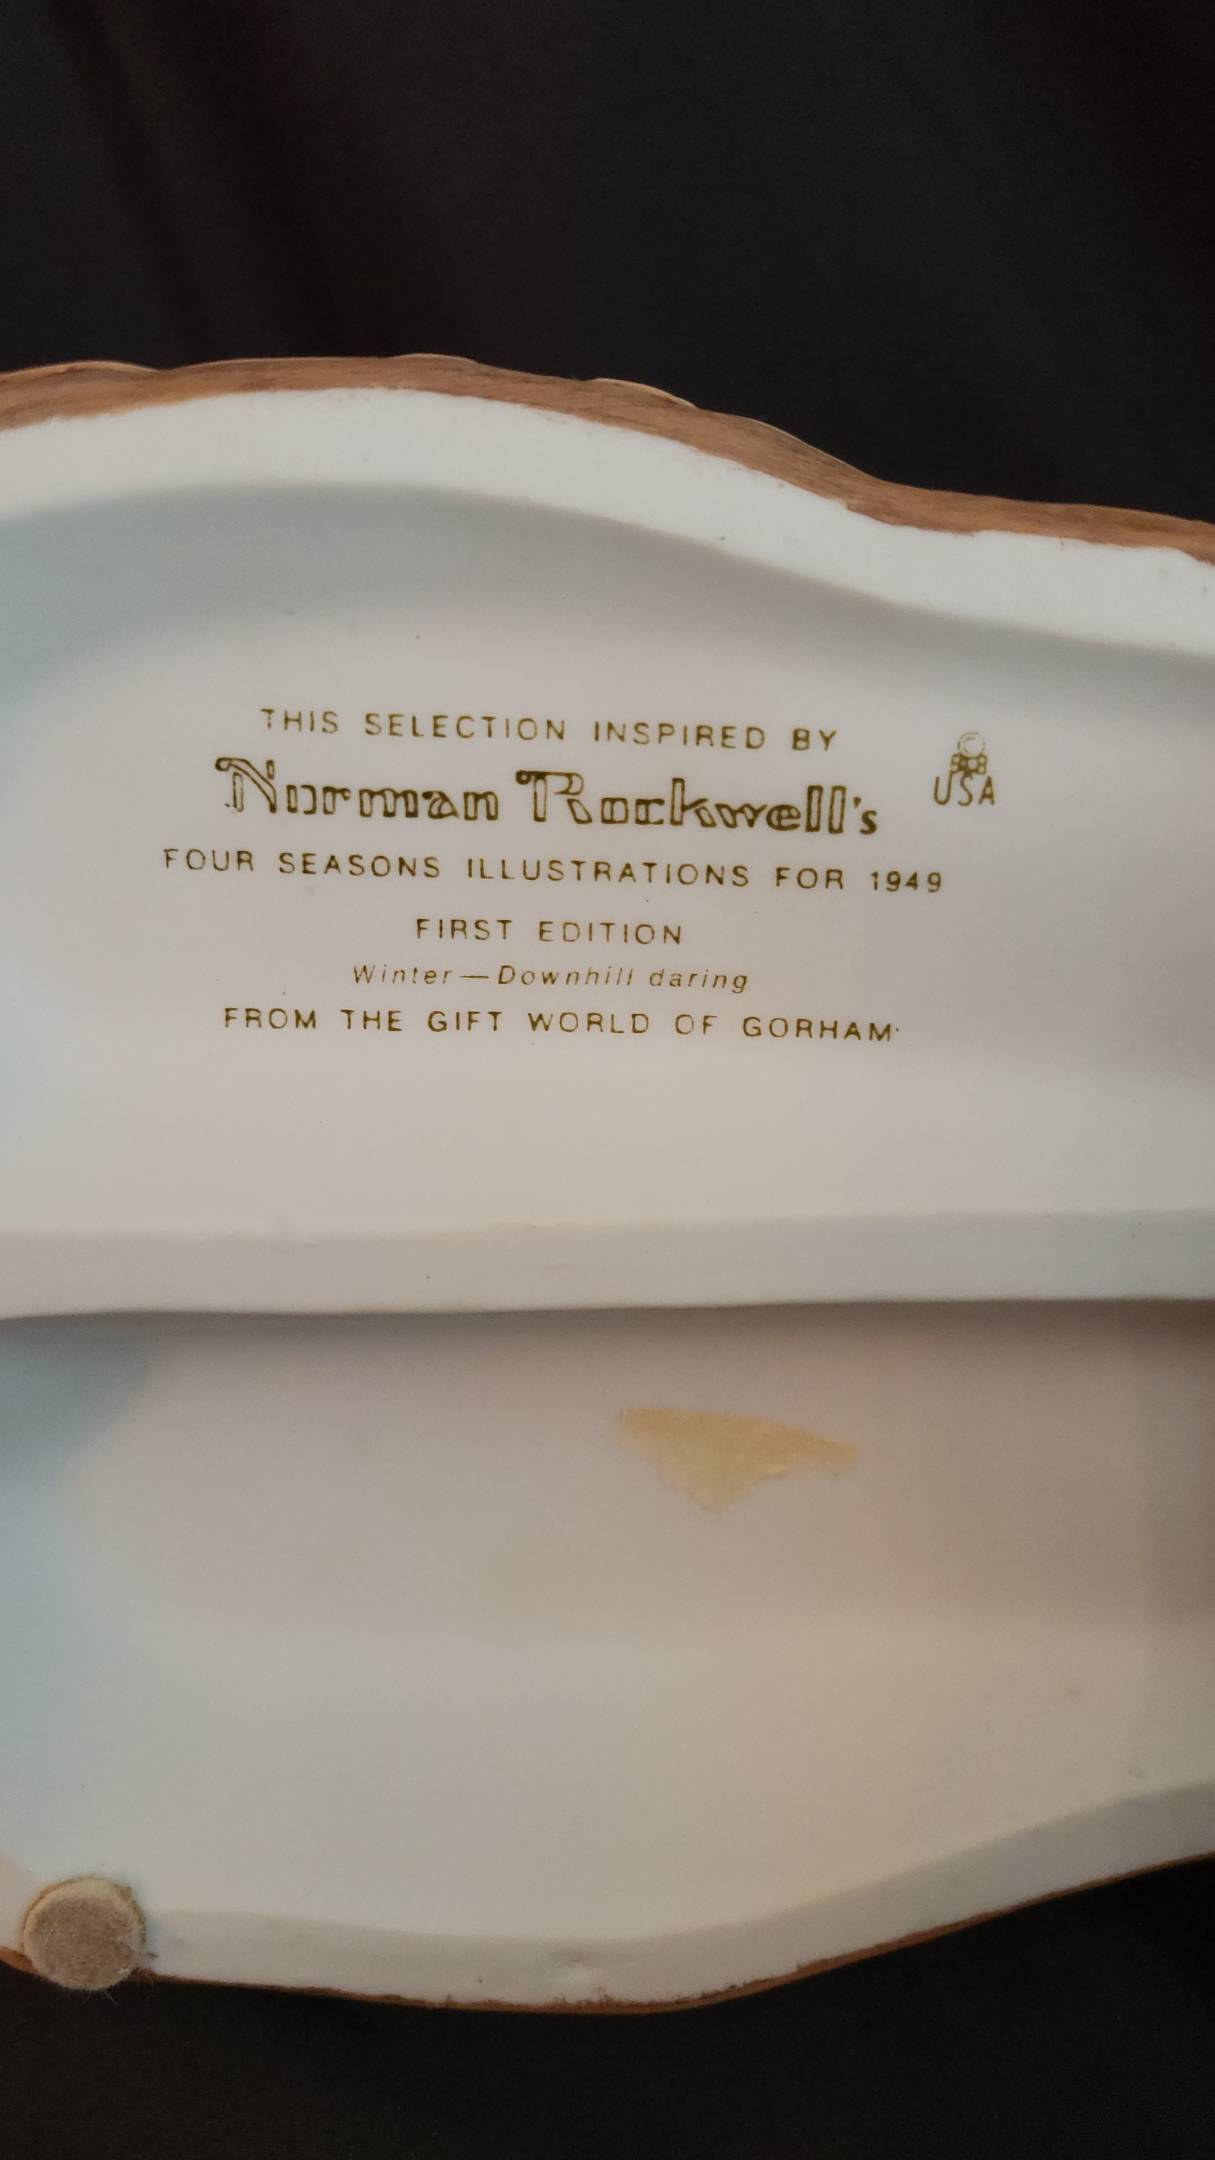 THIS SELECTION INSPIRED BY
Norman Rockwell's
USA
FOUR SEASONS ILLUSTRATIONS FOR 1949
FIRST EDITION
Winter—Downhill daring
FROM THE GIFT WORLD OF GORHAM